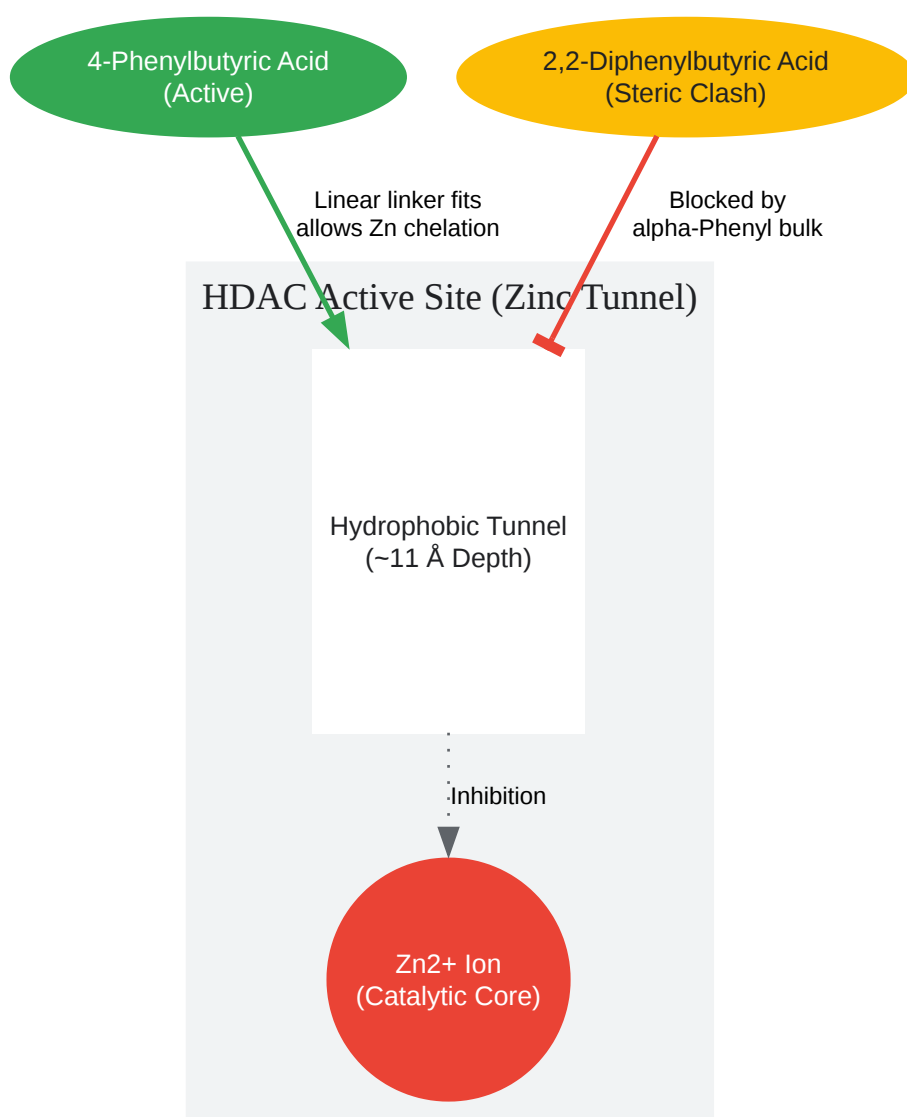 4-Phenylbutyric Acid
(Active)
2,2-Diphenylbutyric Acid
(Steric Clash)
Linear linker fits
allows Zn chelation
Blocked by
alpha-Phenyl bulk
HDAC Active Site (Zinc Tunnel)
Hydrophobic Tunnel
(~11 Å Depth)
Inhibition
Zn2+ Ion
(Catalytic Core)